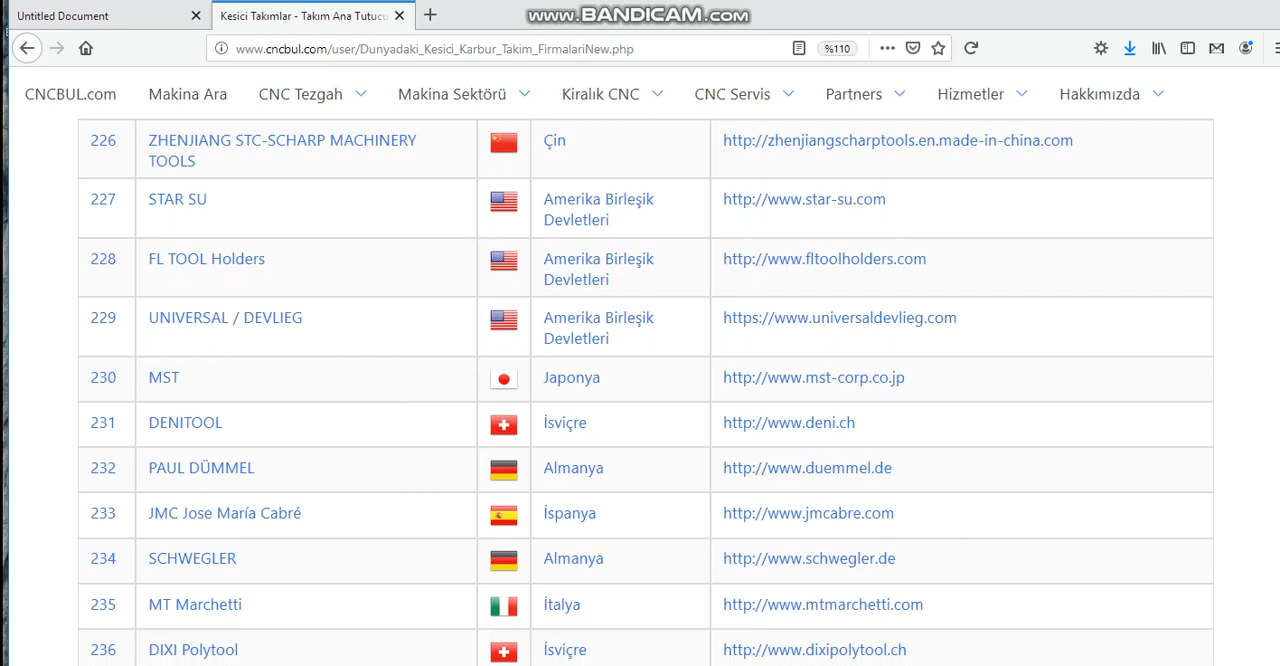 Untitled Document
Kesici Takımlar - Takım Ana Tutucu
www.BANDICAM.com
www.cncbul.com/user/Dunyadaki_Kesici_Karbur_Takim_FirmalariNew.php
%110
CNCBUL.com Makina Ara CNC Tezgah Makina Sektörü Kiralık CNC CNC Servis Partners Hizmetler Hakkımızda
226 ZHENJIANG STC-SCHARP MACHINERY Çin http://zhenjiangscharptools.en.made-in-china.com
TOOLS
227 STAR SU Amerika Birleşik http://www.star-su.com
Devletleri
228 FL TOOL Holders Amerika Birleşik http://www.fltoolholders.com
Devletleri
229 UNIVERSAL / DEVLIEG Amerika Birleşik https://www.universaldevlieg.com
Devletleri
230 MST Japonya http://www.mst-corp.co.jp
231 DENITOOL İsviçre http://www.deni.ch
232 PAUL DÜMMEL Almanya http://www.duemmel.de
233 JMC Jose María Cabré İspanya http://www.jmcabre.com
234 SCHWEGLER Almanya http://www.schwegler.de
235 MT Marchetti İtalya http://www.mtmarchetti.com
236 DIXI Polytool İsviçre http://www.dixipolytool.ch